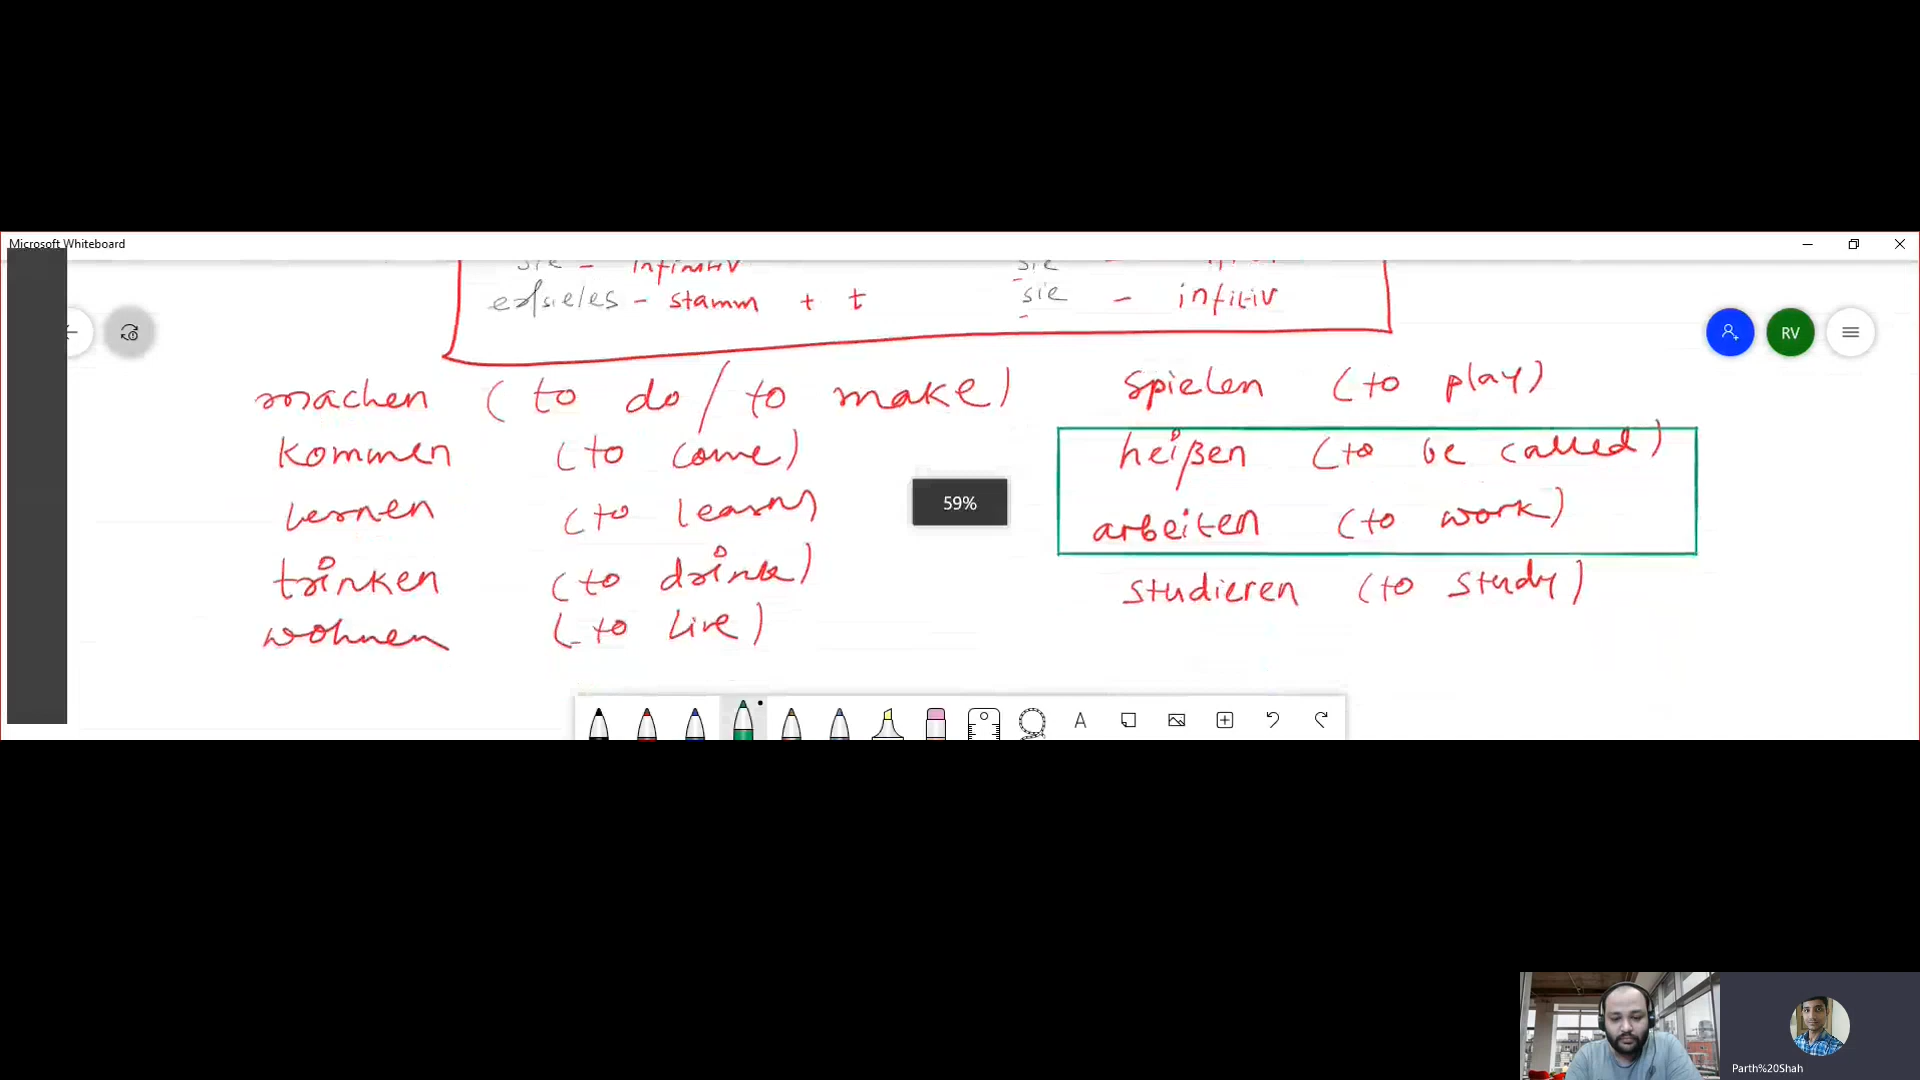 Microsoft Whiteboard
sie - infinitiv
er/sie/es - stamm + t
sie - infitiv
machen (to do / to make)
kommen (to come)
lernen (to learn)
trinken (to drink)
wohnen (to live)
spielen (to play)
heißen (to be called)
arbeiten (to work)
studieren (to study)
59%
RV
A
Parth%20Shah